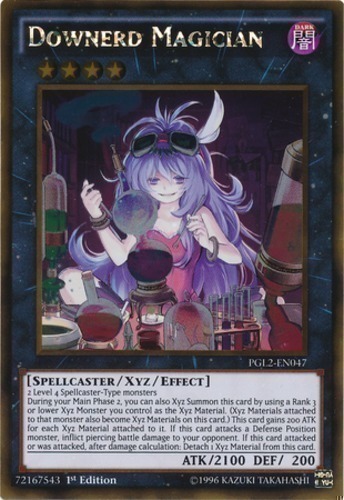 DOWNERD MAGICIAN
DARK
闇
PGL2-EN047
[SPELLCASTER/XYZ/EFFECT]
2 Level 4 Spellcaster-Type monsters
During your Main Phase 2, you can also Xyz Summon this card by using a Rank 3
or lower Xyz Monster you control as the Xyz Material. (Xyz Materials attached
to that monster also become Xyz Materials on this card.) This card gains 200 ATK
for each Xyz Material attached to it. If this card attacks a Defense Position
monster, inflict piercing battle damage to your opponent. If this card attacked
or was attacked, after damage calculation: Detach 1 Xyz Material from this card.
ATK/2100 DEF/ 200
72167543 1st Edition ©1996 KAZUKI TAKAHASHI